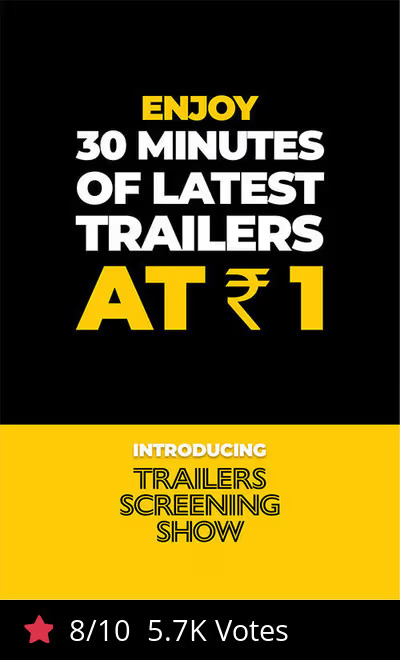 ENJOY
30 MINUTES
OF LATEST
TRAILERS
AT ₹ 1
INTRODUCING
TRAILERS
SCREENING
SHOW
8/10 5.7K Votes